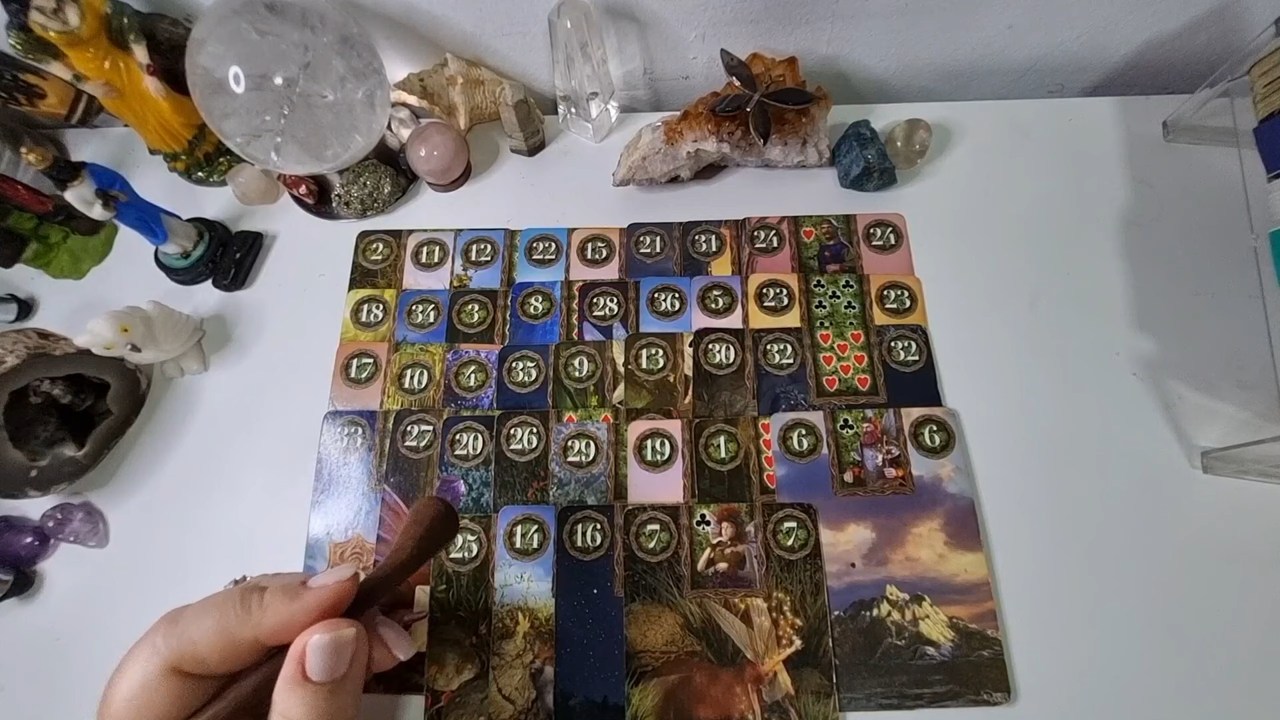 2 11 12 22 15 21 31 24 24
18 34 3 8 28 36 5 23 23
17 10 4 35 9 13 30 32 32
33 27 20 26 29 19 1 6 6
25 14 16 7 7